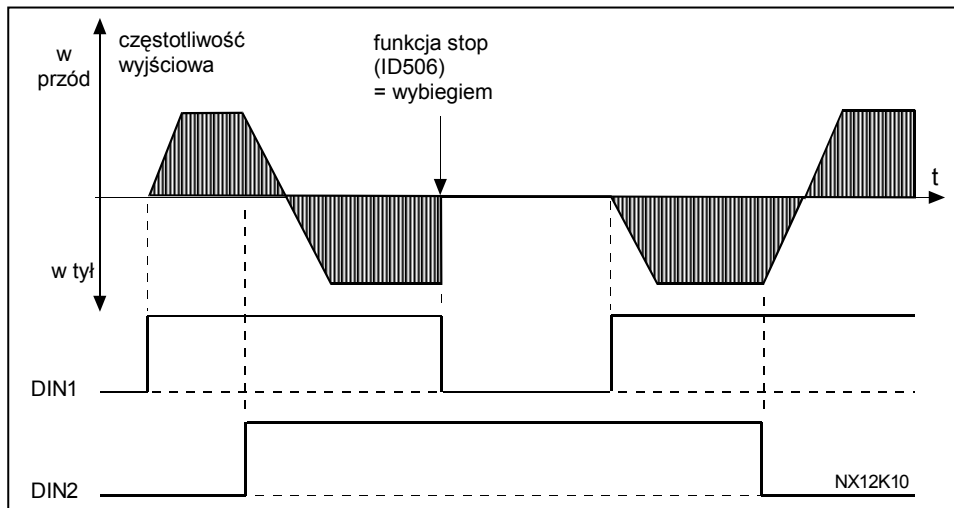 w
przód
częstotliwość
wyjściowa
funkcja stop
(ID506)
= wybiegiem
t
w tył
DIN1
DIN2
NX12K10